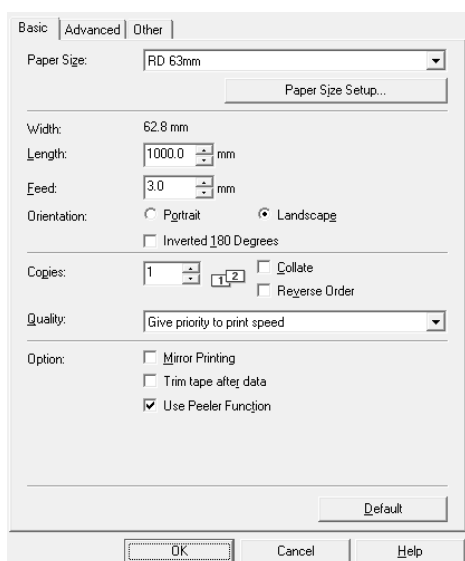 Basic Advanced Other
Paper Size: RD 63mm
Paper Size Setup...
Width: 62.8 mm
Length: 1000.0 mm
Feed: 3.0 mm
Orientation: Portrait Landscape
Inverted 180 Degrees
Copies: 1 1 2 Collate
Reverse Order
Quality: Give priority to print speed
Option: Mirror Printing
Trim tape after data
Use Peeler Function
Default
OK Cancel Help